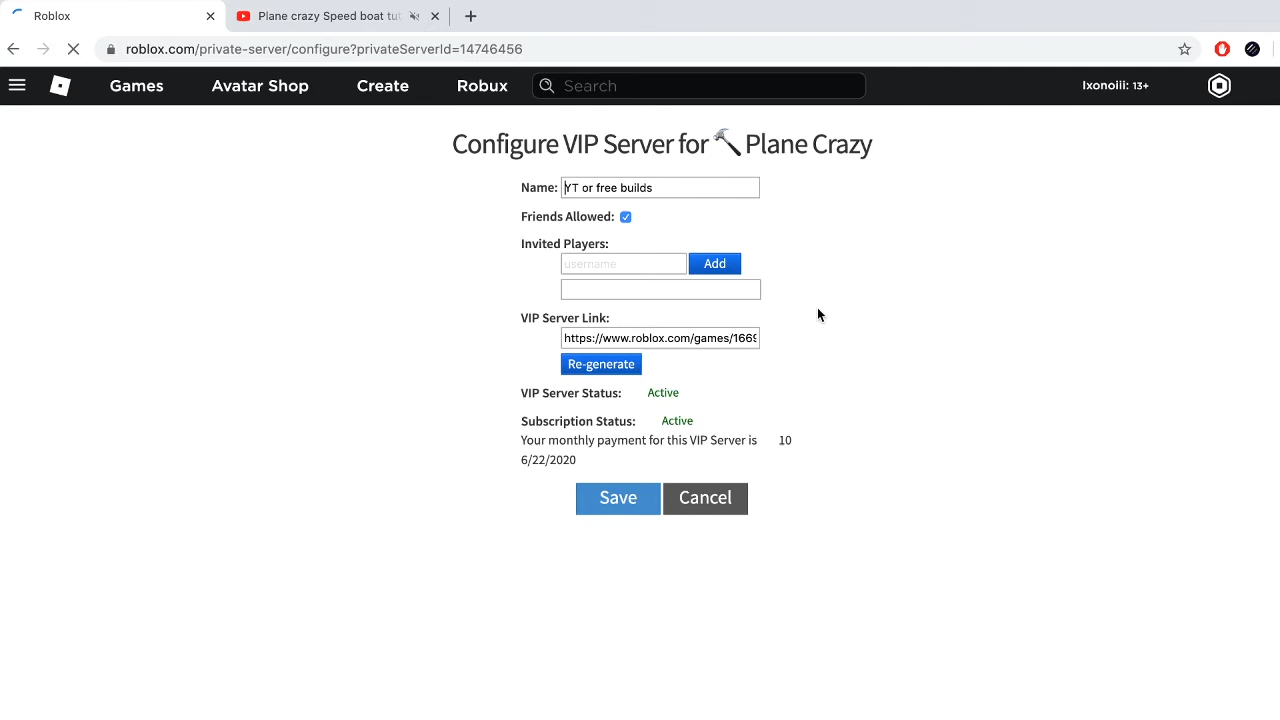 Roblox
Plane crazy Speed boat tut
roblox.com/private-server/configure?privateServerId=14746456
Games
Avatar Shop
Create
Robux
Search
Ixonoiii: 13+
Configure VIP Server for Plane Crazy
Name: YT or free builds
Friends Allowed:
Invited Players:
username Add
VIP Server Link:
https://www.roblox.com/games/1669
Re-generate
VIP Server Status: Active
Subscription Status: Active
Your monthly payment for this VIP Server is 10
6/22/2020
Save Cancel